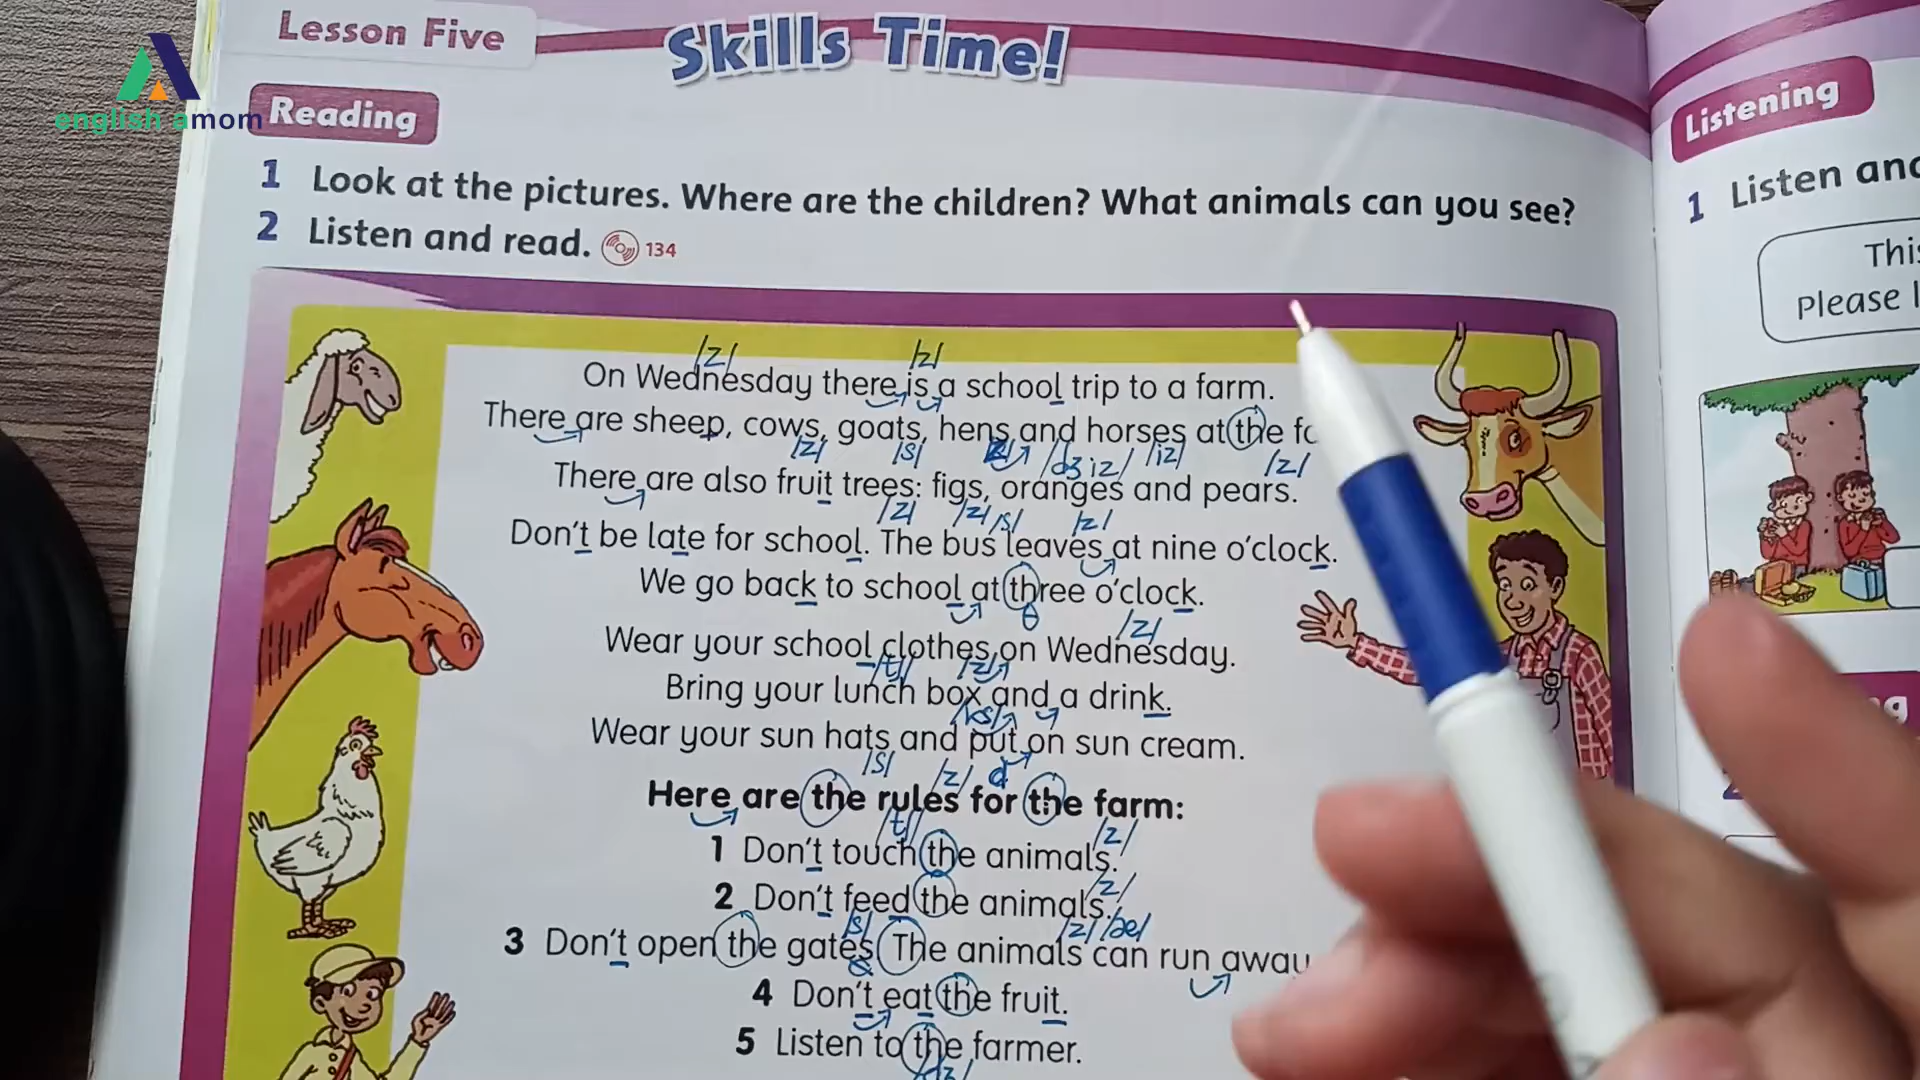 english amom
Lesson Five
Skills Time!
Reading
1 Look at the pictures. Where are the children? What animals can you see?
2 Listen and read. 134
/z/ /z/
On Wednesday there is a school trip to a farm.
There are sheep, cows, goats, hens and horses at the
/z/ /s/ /dʒiz/ /iz/ /z/
There are also fruit trees: figs, oranges and pears.
/z/ /z/ /s/ /z/
Don't be late for school. The bus leaves at nine o'clock.
We go back to school at three o'clock.
θ /z/
Wear your school clothes on Wednesday.
/tʃ/ /z/
Bring your lunch box and a drink.
/ks/
Wear your sun hats and put on sun cream.
/s/ /z/ d
Here are the rules for the farm:
/tʃ/ /z/
1 Don't touch the animals.
/z/
2 Don't feed the animals.
/s/ /z/ /əe/
3 Don't open the gates. The animals can run away
4 Don't eat the fruit.
5 Listen to the farmer.
Listening
1 Listen and
This
Please